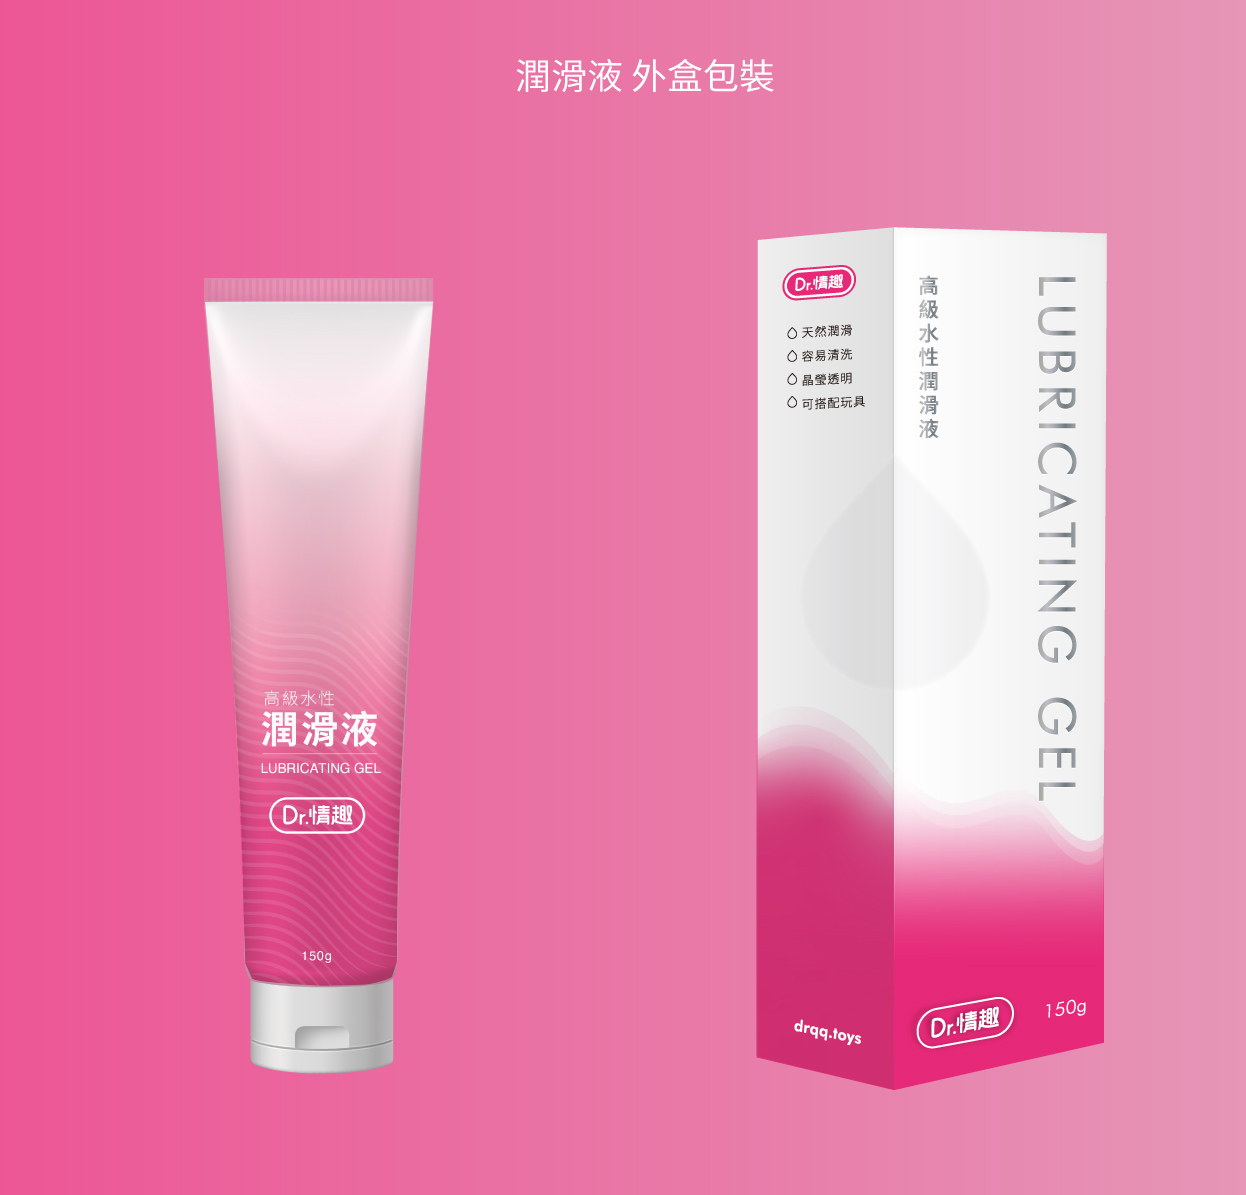 潤滑液 外盒包裝
高級水性
潤滑液
LUBRICATING GEL
Dr.情趣
150g
Dr.情趣
天然潤滑
容易清洗
晶瑩透明
可搭配玩具
drqq.toys
高級水性潤滑液
LUBRICATING GEL
Dr.情趣
150g